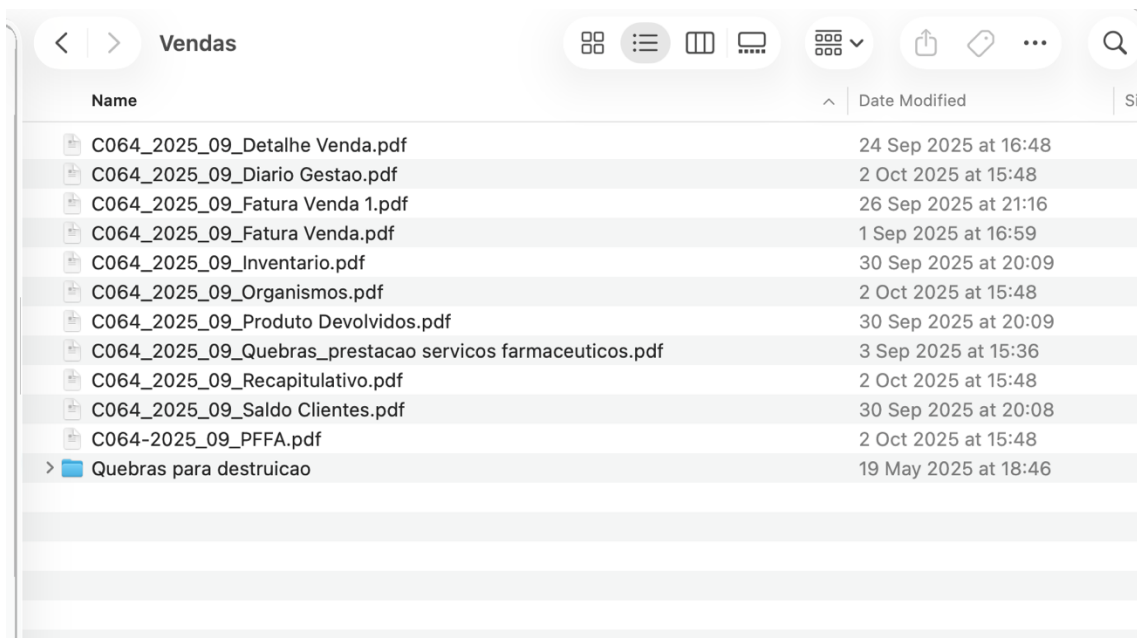 Vendas
Name Date Modified
C064_2025_09_Detalhe Venda.pdf 24 Sep 2025 at 16:48
C064_2025_09_Diario Gestao.pdf 2 Oct 2025 at 15:48
C064_2025_09_Fatura Venda 1.pdf 26 Sep 2025 at 21:16
C064_2025_09_Fatura Venda.pdf 1 Sep 2025 at 16:59
C064_2025_09_Inventario.pdf 30 Sep 2025 at 20:09
C064_2025_09_Organismos.pdf 2 Oct 2025 at 15:48
C064_2025_09_Produto Devolvidos.pdf 30 Sep 2025 at 20:09
C064_2025_09_Quebras_prestacao servicos farmaceuticos.pdf 3 Sep 2025 at 15:36
C064_2025_09_Recapitulativo.pdf 2 Oct 2025 at 15:48
C064_2025_09_Saldo Clientes.pdf 30 Sep 2025 at 20:08
C064-2025_09_PFFA.pdf 2 Oct 2025 at 15:48
Quebras para destruicao 19 May 2025 at 18:46